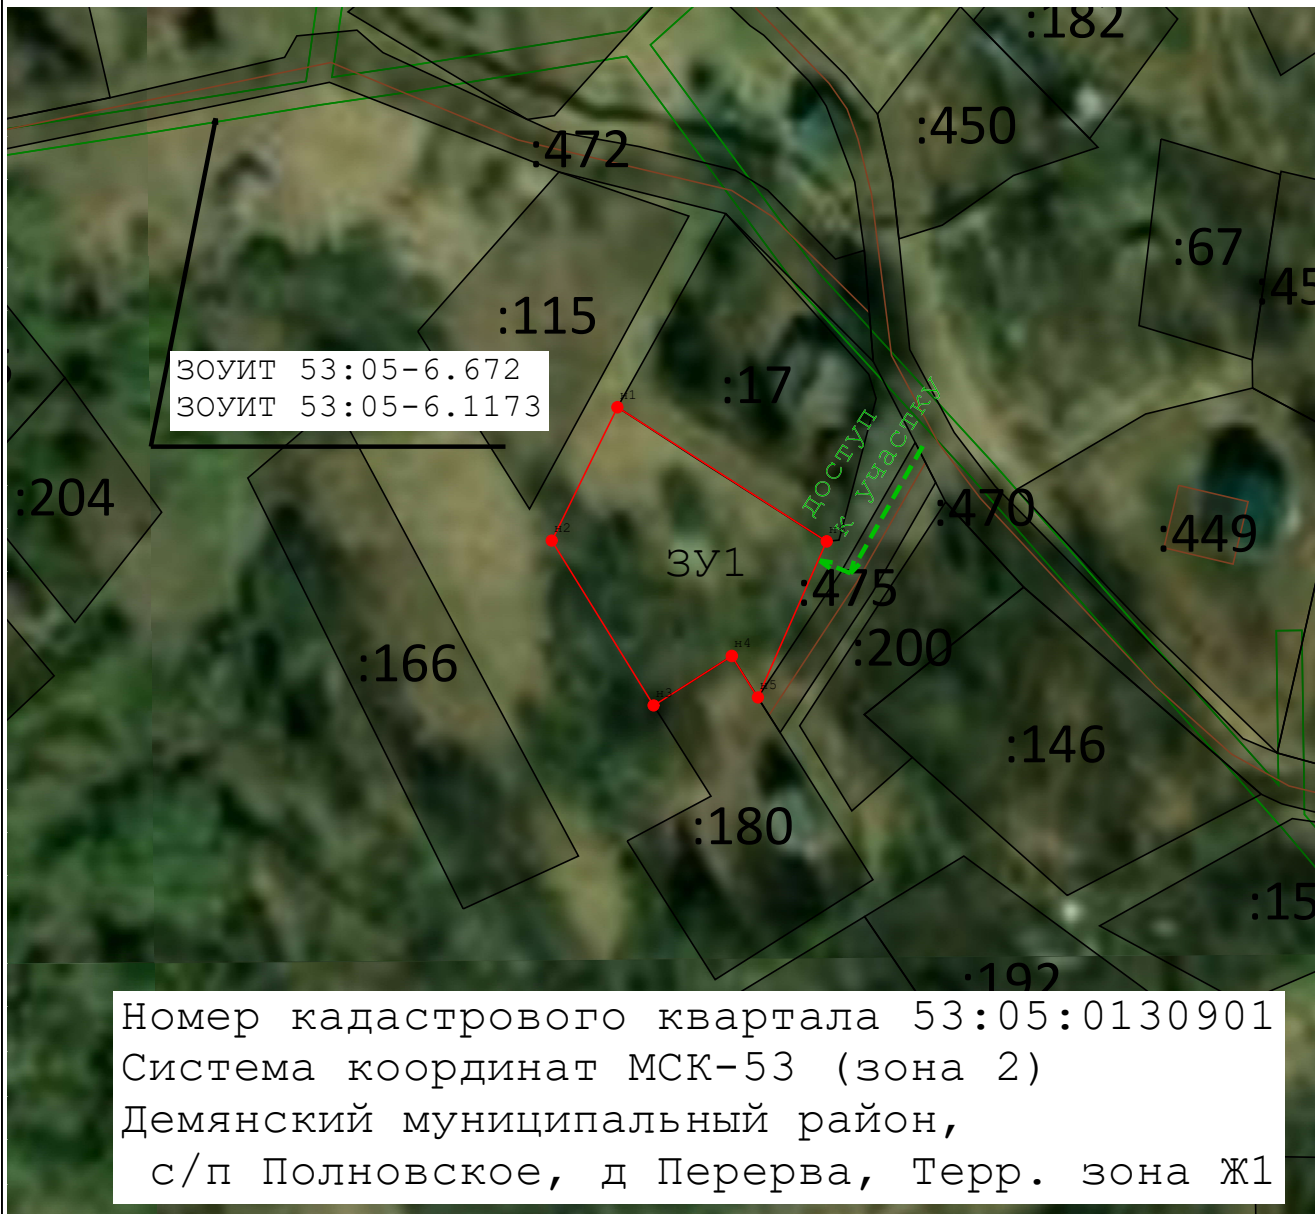 :182
:450
:472
:67
:45
:115
ЗОУИТ 53:05-6.672
ЗОУИТ 53:05-6.1173
:17
н1
доступ
к участку
:204
:470
:449
н2
ЗУ1
:475
:200
:166
н4
н3
н5
:146
:180
:15
:192
Номер кадастрового квартала 53:05:0130901
Система координат МСК-53 (зона 2)
Демянский муниципальный район,
с/п Полновское, д Перерва, Терр. зона Ж1